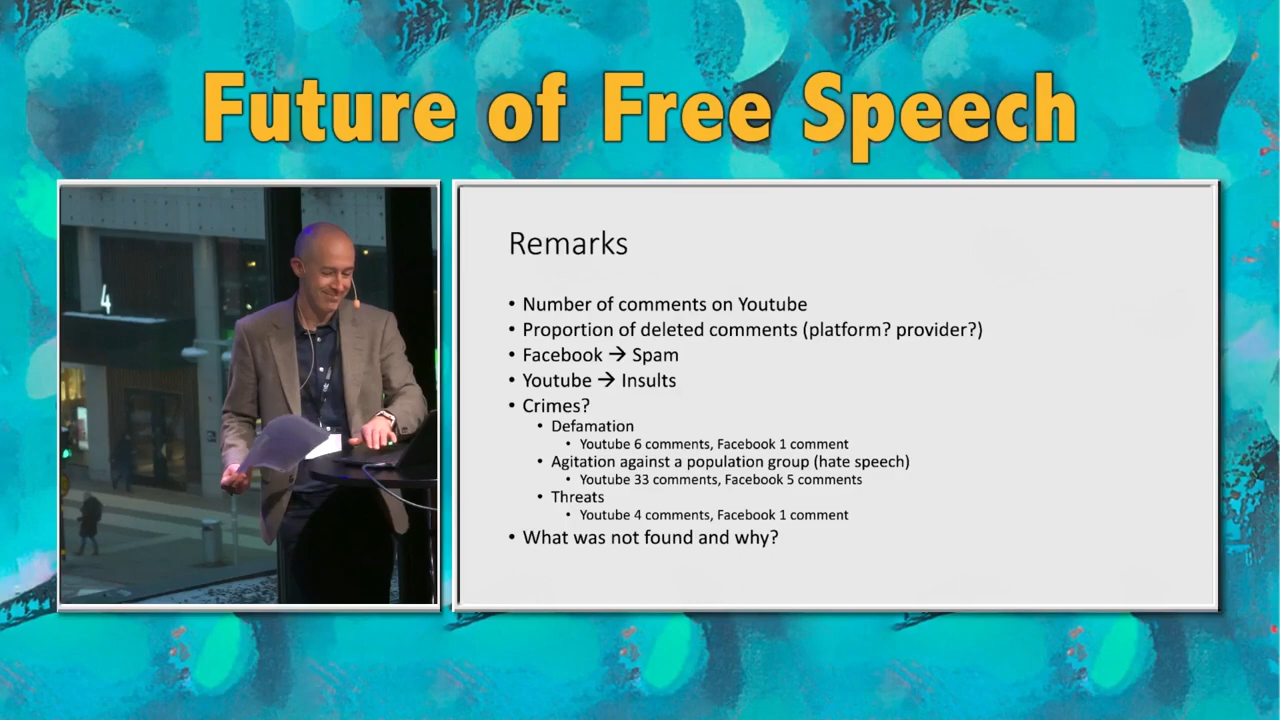 Future of Free Speech
4
Remarks
• Number of comments on Youtube
• Proportion of deleted comments (platform? provider?)
• Facebook → Spam
• Youtube → Insults
• Crimes?
• Defamation
• Youtube 6 comments, Facebook 1 comment
• Agitation against a population group (hate speech)
• Youtube 33 comments, Facebook 5 comments
• Threats
• Youtube 4 comments, Facebook 1 comment
• What was not found and why?